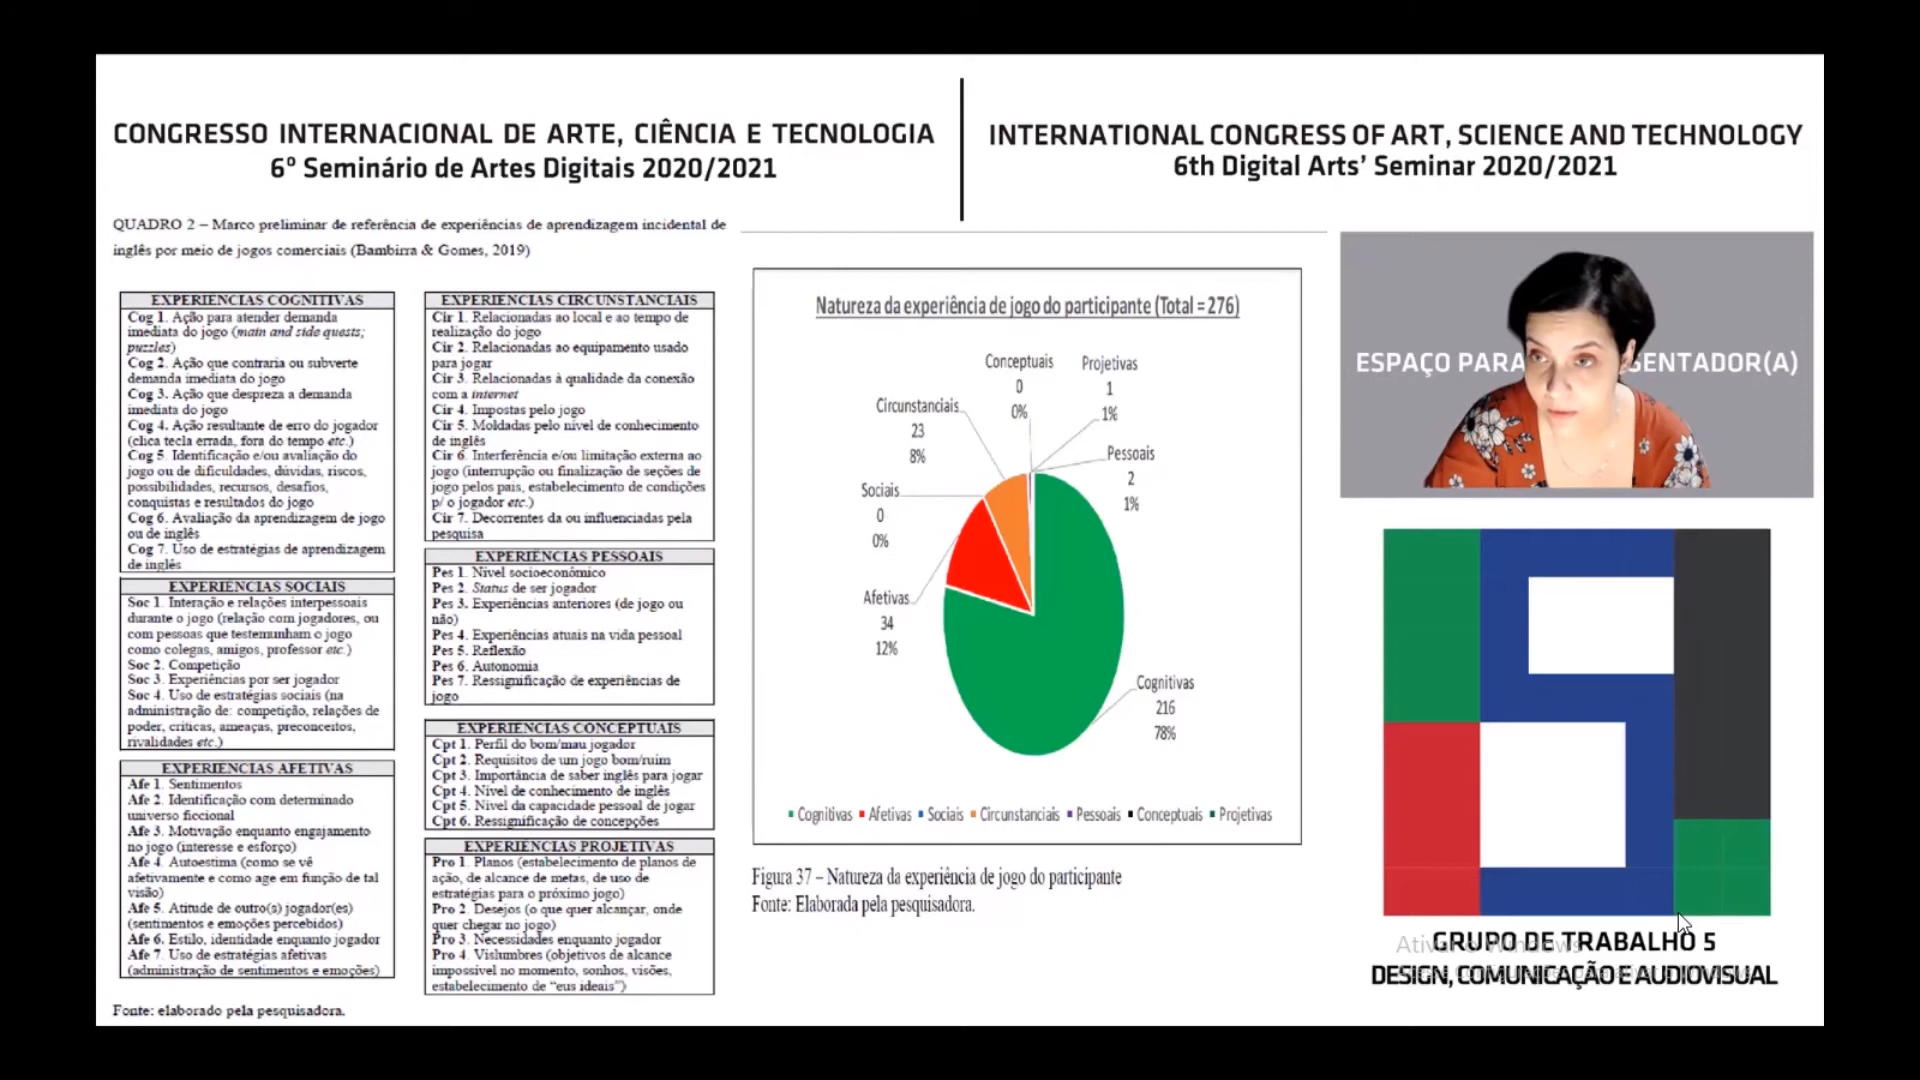 CONGRESSO INTERNACIONAL DE ARTE, CIÊNCIA E TECNOLOGIA
6º Seminário de Artes Digitais 2020/2021
INTERNATIONAL CONGRESS OF ART, SCIENCE AND TECHNOLOGY
6th Digital Arts' Seminar 2020/2021
QUADRO 2 – Marco preliminar de referência de experiências de aprendizagem incidental de
inglês por meio de jogos comerciais (Bambirra & Gomes, 2019)
EXPERIÊNCIAS COGNITIVAS
Cog 1. Ação para atender demanda
imediata do jogo (main and side quests;
puzzles)
Cog 2. Ação que contraria ou subverte
demanda imediata do jogo
Cog 3. Ação que despreza a demanda
imediata do jogo
Cog 4. Ação resultante de erro do jogador
(clica tecla errada, fora do tempo etc.)
Cog 5. Identificação e/ou avaliação do
jogo ou de dificuldades, dúvidas, riscos,
possibilidades, recursos, desafios,
conquistas e resultados do jogo
Cog 6. Avaliação da aprendizagem de jogo
ou de inglês
Cog 7. Uso de estratégias de aprendizagem
de inglês
EXPERIÊNCIAS SOCIAIS
Soc 1. Interação e relações interpessoais
durante o jogo (relação com jogadores, ou
com pessoas que testemunham o jogo
como colegas, amigos, professor etc.)
Soc 2. Competição
Soc 3. Experiências por ser jogador
Soc 4. Uso de estratégias sociais (na
administração de: competição, relações de
poder, críticas, ameaças, preconceitos,
rivalidades etc.)
EXPERIÊNCIAS AFETIVAS
Afe 1. Sentimentos
Afe 2. Identificação com determinado
universo ficcional
Afe 3. Motivação enquanto engajamento
no jogo (interesse e esforço)
Afe 4. Autoestima (como se vê
afetivamente e como age em função de tal
visão)
Afe 5. Atitude de outro(s) jogador(es)
(sentimentos e emoções percebidos)
Afe 6. Estilo, identidade enquanto jogador
Afe 7. Uso de estratégias afetivas
(administração de sentimentos e emoções)
Fonte: elaborado pela pesquisadora.
EXPERIÊNCIAS CIRCUNSTANCIAIS
Cir 1. Relacionadas ao local e ao tempo de
realização do jogo
Cir 2. Relacionadas ao equipamento usado
para jogar
Cir 3. Relacionadas à qualidade da conexão
com a internet
Cir 4. Impostas pelo jogo
Cir 5. Moldadas pelo nível de conhecimento
de inglês
Cir 6. Interferência e/ou limitação externa ao
jogo (interrupção ou finalização de seções de
jogo pelos pais, estabelecimento de condições
p/ o jogador etc.)
Cir 7. Decorrentes da ou influenciadas pela
pesquisa
EXPERIÊNCIAS PESSOAIS
Pes 1. Nível socioeconômico
Pes 2. Status de ser jogador
Pes 3. Experiências anteriores (de jogo ou
não)
Pes 4. Experiências atuais na vida pessoal
Pes 5. Reflexão
Pes 6. Autonomia
Pes 7. Ressignificação de experiências de
jogo
EXPERIÊNCIAS CONCEPTUAIS
Cpt 1. Perfil do bom/mau jogador
Cpt 2. Requisitos de um jogo bom/ruim
Cpt 3. Importância de saber inglês para jogar
Cpt 4. Nível de conhecimento de inglês
Cpt 5. Nível da capacidade pessoal de jogar
Cpt 6. Ressignificação de concepções
EXPERIÊNCIAS PROJETIVAS
Pro 1. Planos (estabelecimento de planos de
ação, de alcance de metas, de uso de
estratégias para o próximo jogo)
Pro 2. Desejos (o que quer alcançar, onde
quer chegar no jogo)
Pro 3. Necessidades enquanto jogador
Pro 4. Vislumbres (objetivos de alcance
impossível no momento, sonhos, visões,
estabelecimento de "eus ideais")
Natureza da experiência de jogo do participante (Total = 276)
Conceptuais
0
0%
Projetivas
1
1%
Circunstanciais
23
8%
Pessoais
2
1%
Sociais
0
0%
Afetivas
34
12%
Cognitivas
216
78%
Cognitivas Afetivas Sociais Circunstanciais Pessoais Conceptuais Projetivas
Figura 37 – Natureza da experiência de jogo do participante
Fonte: Elaborada pela pesquisadora.
ESPAÇO PARA SENTADOR(A)
GRUPO DE TRABALHO 5
Ativar o Windows
DESIGN, COMUNICAÇÃO E AUDIOVISUAL